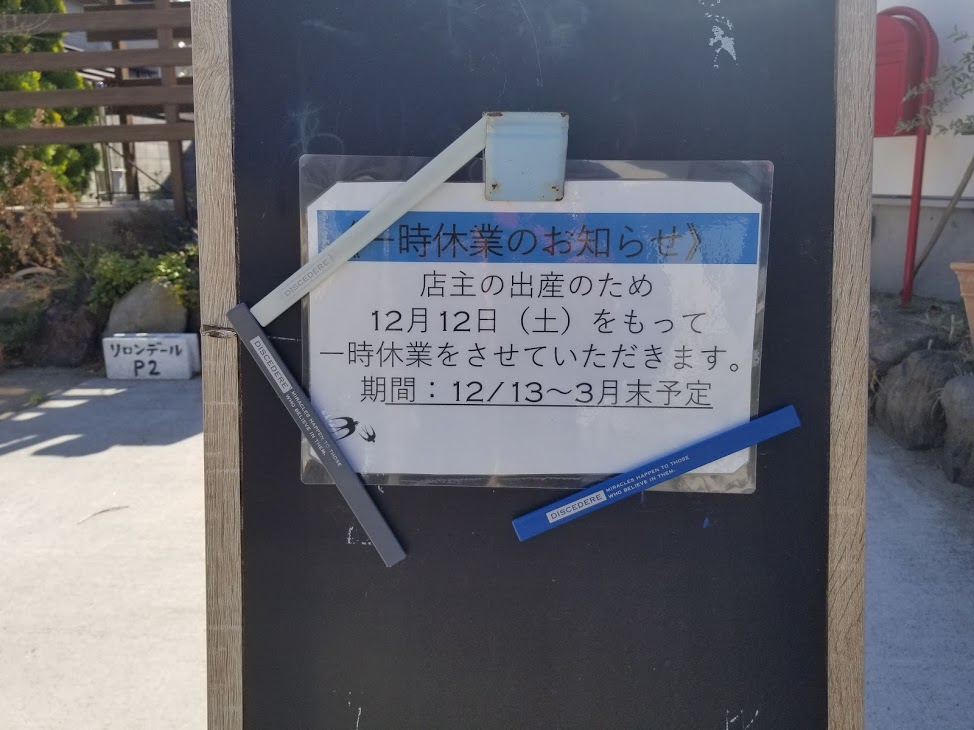 《一時休業のお知らせ》
店主の出産のため
12月12日（土）をもって
一時休業をさせていただきます。
期間：12/13～3月末予定
DISCEDERE
DISCEDERE
MIRACLES HAPPEN TO THOSE
WHO BELIEVE IN THEM.
DISCEDERE
MIRACLES HAPPEN TO THOSE
WHO BELIEVE IN THEM.
リロンデール
P2